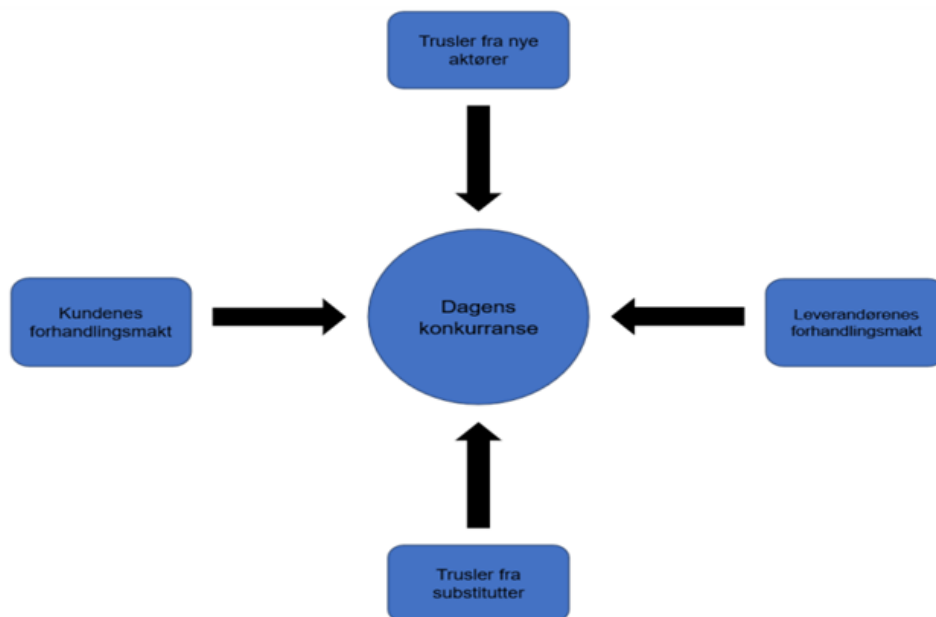 Trusler fra nye
aktører
Kundenes
forhandlingsmakt
Dagens
konkurranse
Leverandørenes
forhandlingsmakt
Trusler fra
substitutter